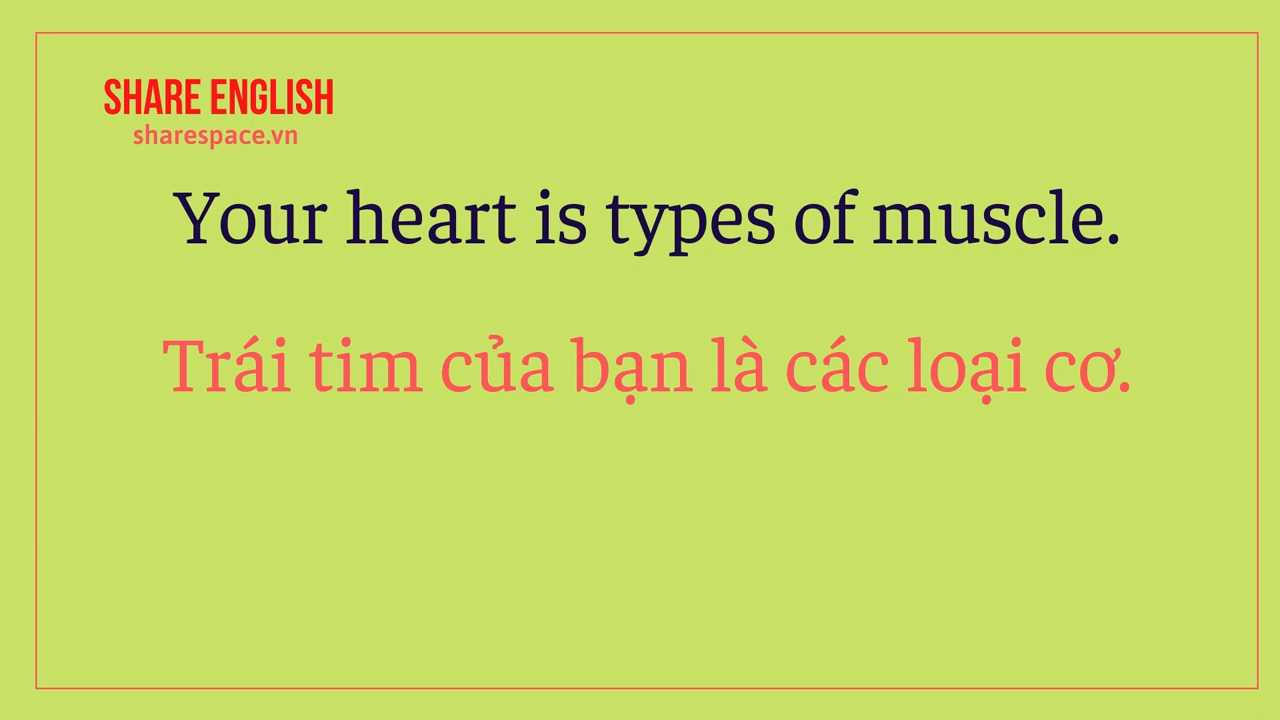 SHARE ENGLISH
sharespace.vn
Your heart is types of muscle.
Trái tim của bạn là các loại cơ.